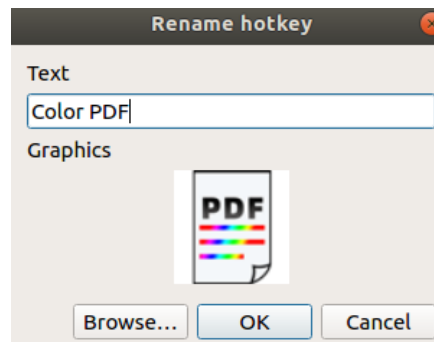 Rename hotkey
Text
Color PDF
Graphics
PDF
Browse...
OK
Cancel